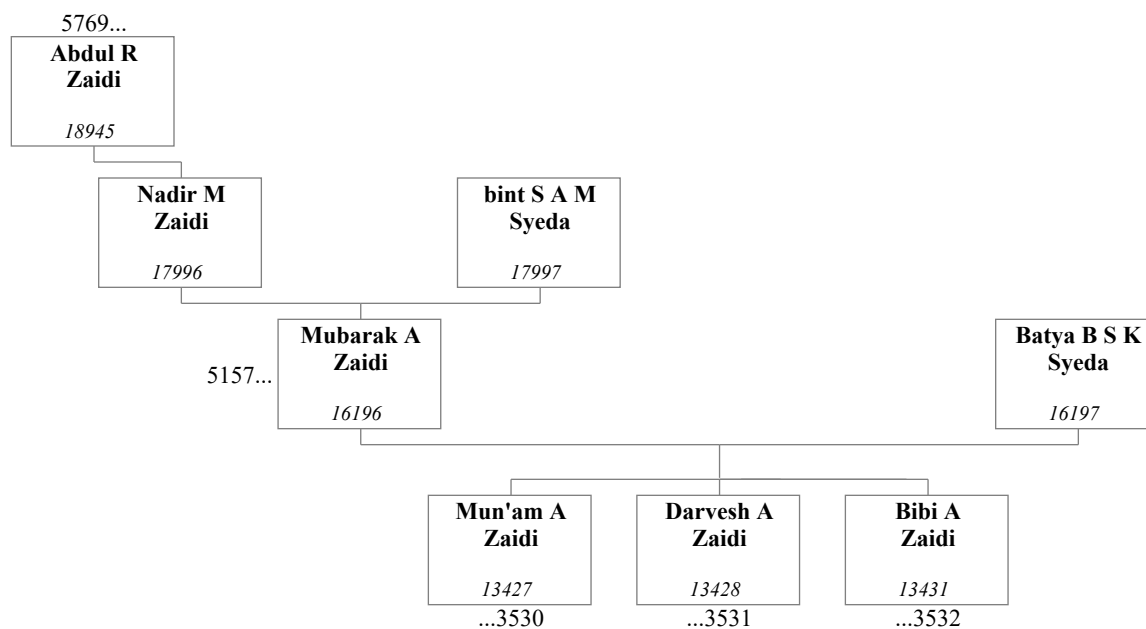 5769...
Abdul R
Zaidi
18945
Nadir M
Zaidi
17996
bint S A M
Syeda
17997
5157...
Mubarak A
Zaidi
16196
Batya B S K
Syeda
16197
Mun'am A
Zaidi
13427
...3530
Darvesh A
Zaidi
13428
...3531
Bibi A
Zaidi
13431
...3532